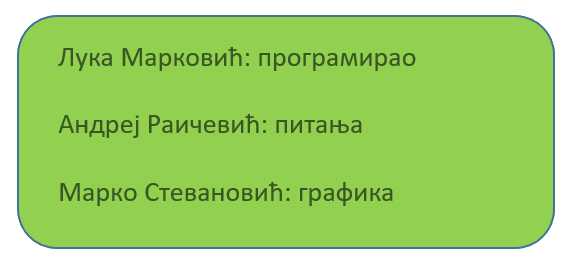 Лука Марковић: програмирао
Андреј Раичевић: питања
Марко Стевановић: графика